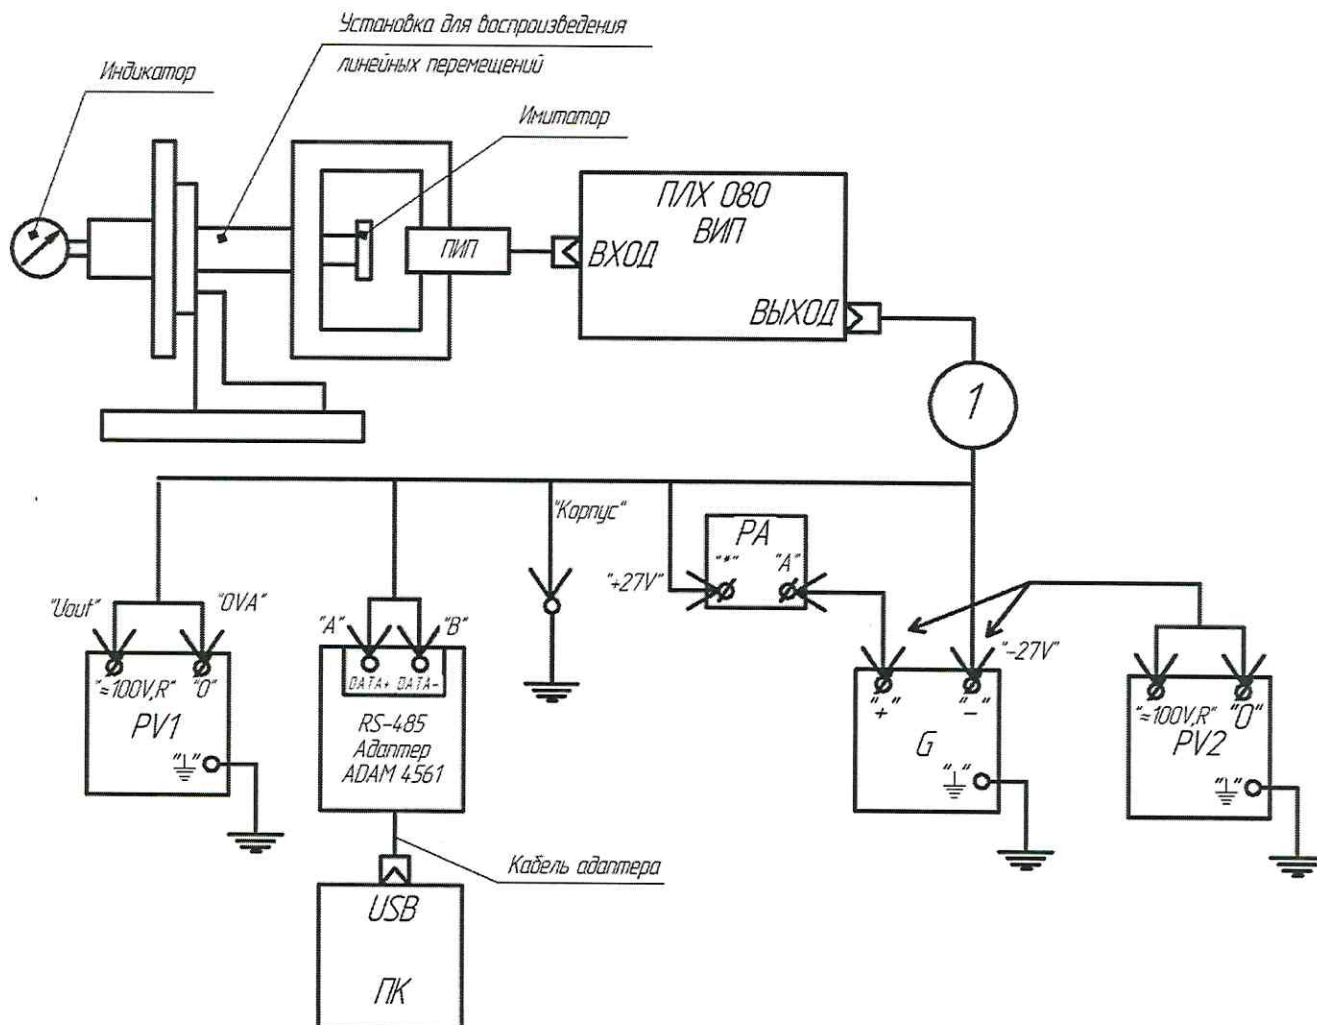 Установка для воспроизведения
линейных перемещений
Индикатор
Имитатор
ПЛХ 080
ВИП
ПИП
ВХОД
ВЫХОД
1
"Корпус"
PA
"*" "A"
"+27V"
"Uout" "0VA"
"A" "B"
"-27V"
DATA+ DATA-
"≈100V,R" "0"
PV1
"⊥"
RS-485
Адаптер
ADAM 4561
"+" "-"
G
"⊥"
"≈100V,R" "0"
PV2
"⊥"
Кабель адаптера
USB
ПК